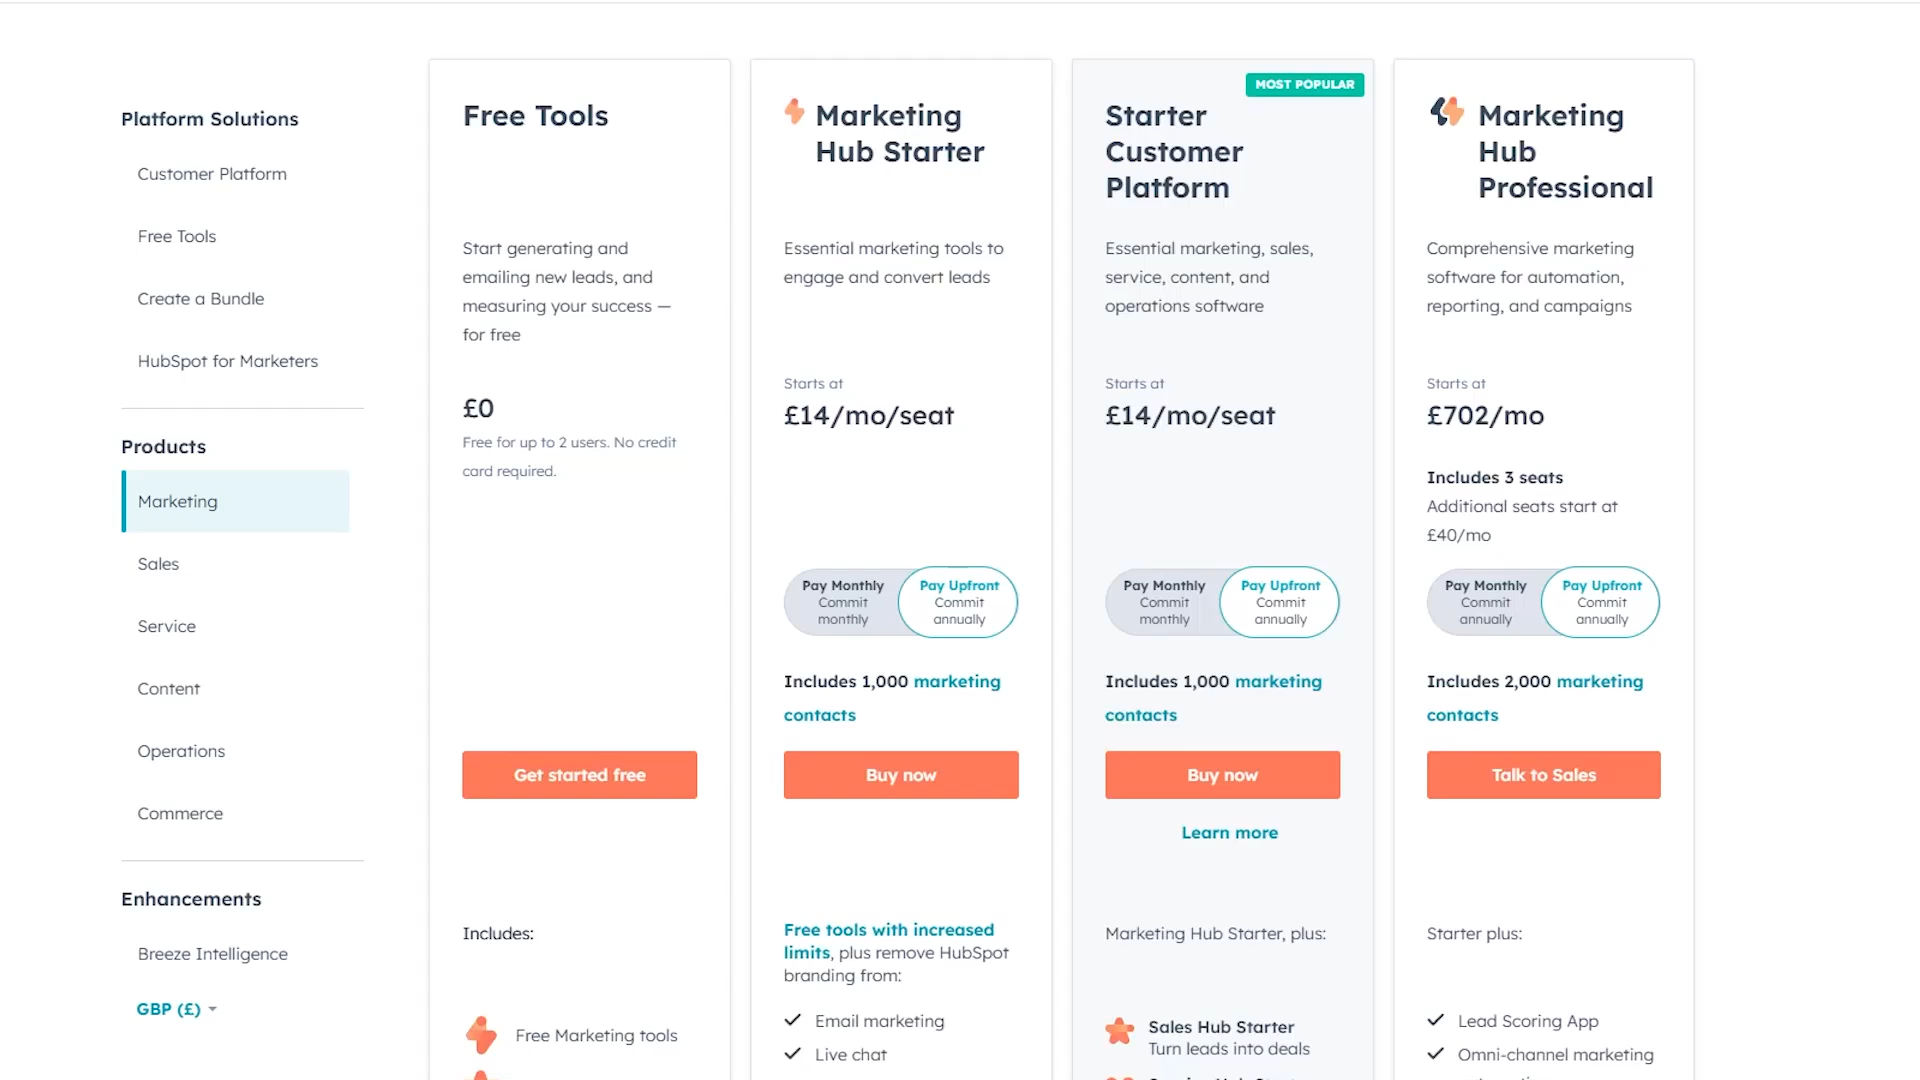 Platform Solutions
Customer Platform
Free Tools
Create a Bundle
HubSpot for Marketers
Products
Marketing
Sales
Service
Content
Operations
Commerce
Enhancements
Breeze Intelligence
GBP (£)
Free Tools
Start generating and
emailing new leads, and
measuring your success —
for free
£0
Free for up to 2 users. No credit
card required.
Get started free
Includes:
Free Marketing tools
Marketing
Hub Starter
Essential marketing tools to
engage and convert leads
Starts at
£14/mo/seat
Pay Monthly
Commit
monthly
Pay Upfront
Commit
annually
Includes 1,000 marketing
contacts
Buy now
Free tools with increased
limits, plus remove HubSpot
branding from:
Email marketing
Live chat
MOST POPULAR
Starter
Customer
Platform
Essential marketing, sales,
service, content, and
operations software
Starts at
£14/mo/seat
Pay Monthly
Commit
monthly
Pay Upfront
Commit
annually
Includes 1,000 marketing
contacts
Buy now
Learn more
Marketing Hub Starter, plus:
Sales Hub Starter
Turn leads into deals
Marketing
Hub
Professional
Comprehensive marketing
software for automation,
reporting, and campaigns
Starts at
£702/mo
Includes 3 seats
Additional seats start at
£40/mo
Pay Monthly
Commit
annually
Pay Upfront
Commit
annually
Includes 2,000 marketing
contacts
Talk to Sales
Starter plus:
Lead Scoring App
Omni-channel marketing